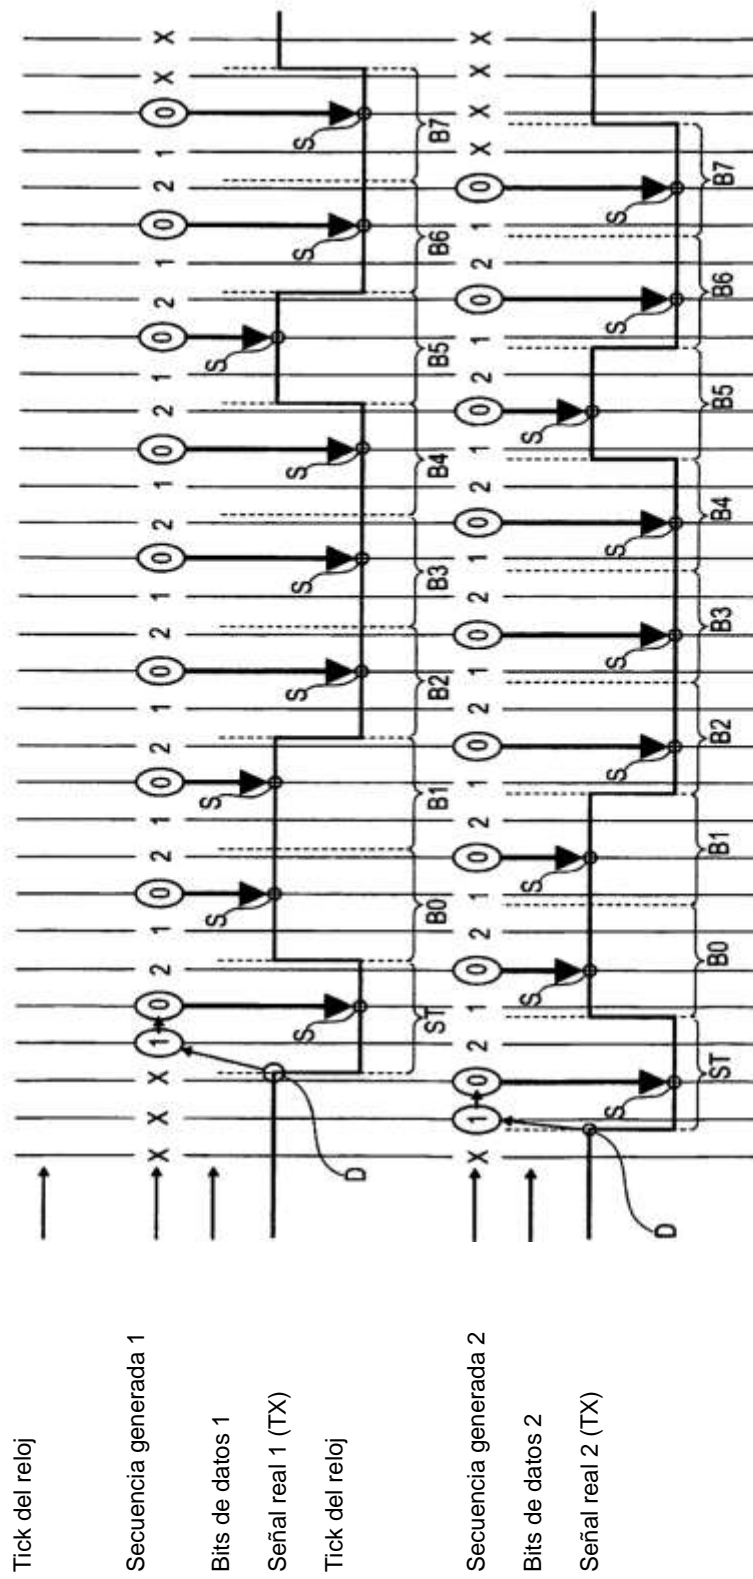 Tick del reloj
Secuencia generada 1 X X X 1 0 2 1 0 2 1 0 2 1 0 2 1 0 2 1 0 2 1 0 2 1 0 2 1 0 X X
Bits de datos 1
S S S S S S S S S
Señal real 1 (TX)
D
Tick del reloj
ST B0 B1 B2 B3 B4 B5 B6 B7
Secuencia generada 2 X 1 0 2 1 0 2 1 0 2 1 0 2 1 0 2 1 0 2 1 0 2 1 0 2 1 0 X X X X
Bits de datos 2
S S S S S S S S S
Señal real 2 (TX)
D
ST B0 B1 B2 B3 B4 B5 B6 B7